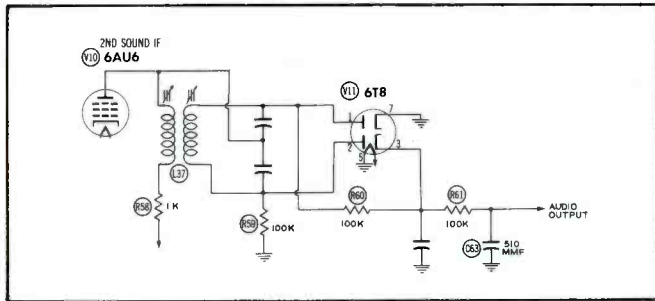 2ND SOUND IF
V10 6AU6
V11 6T8
1
7
2
5
3
L37
R58 1K
R59
100K
R60
100K
R61
100K
AUDIO
OUTPUT
C63 510
MMF